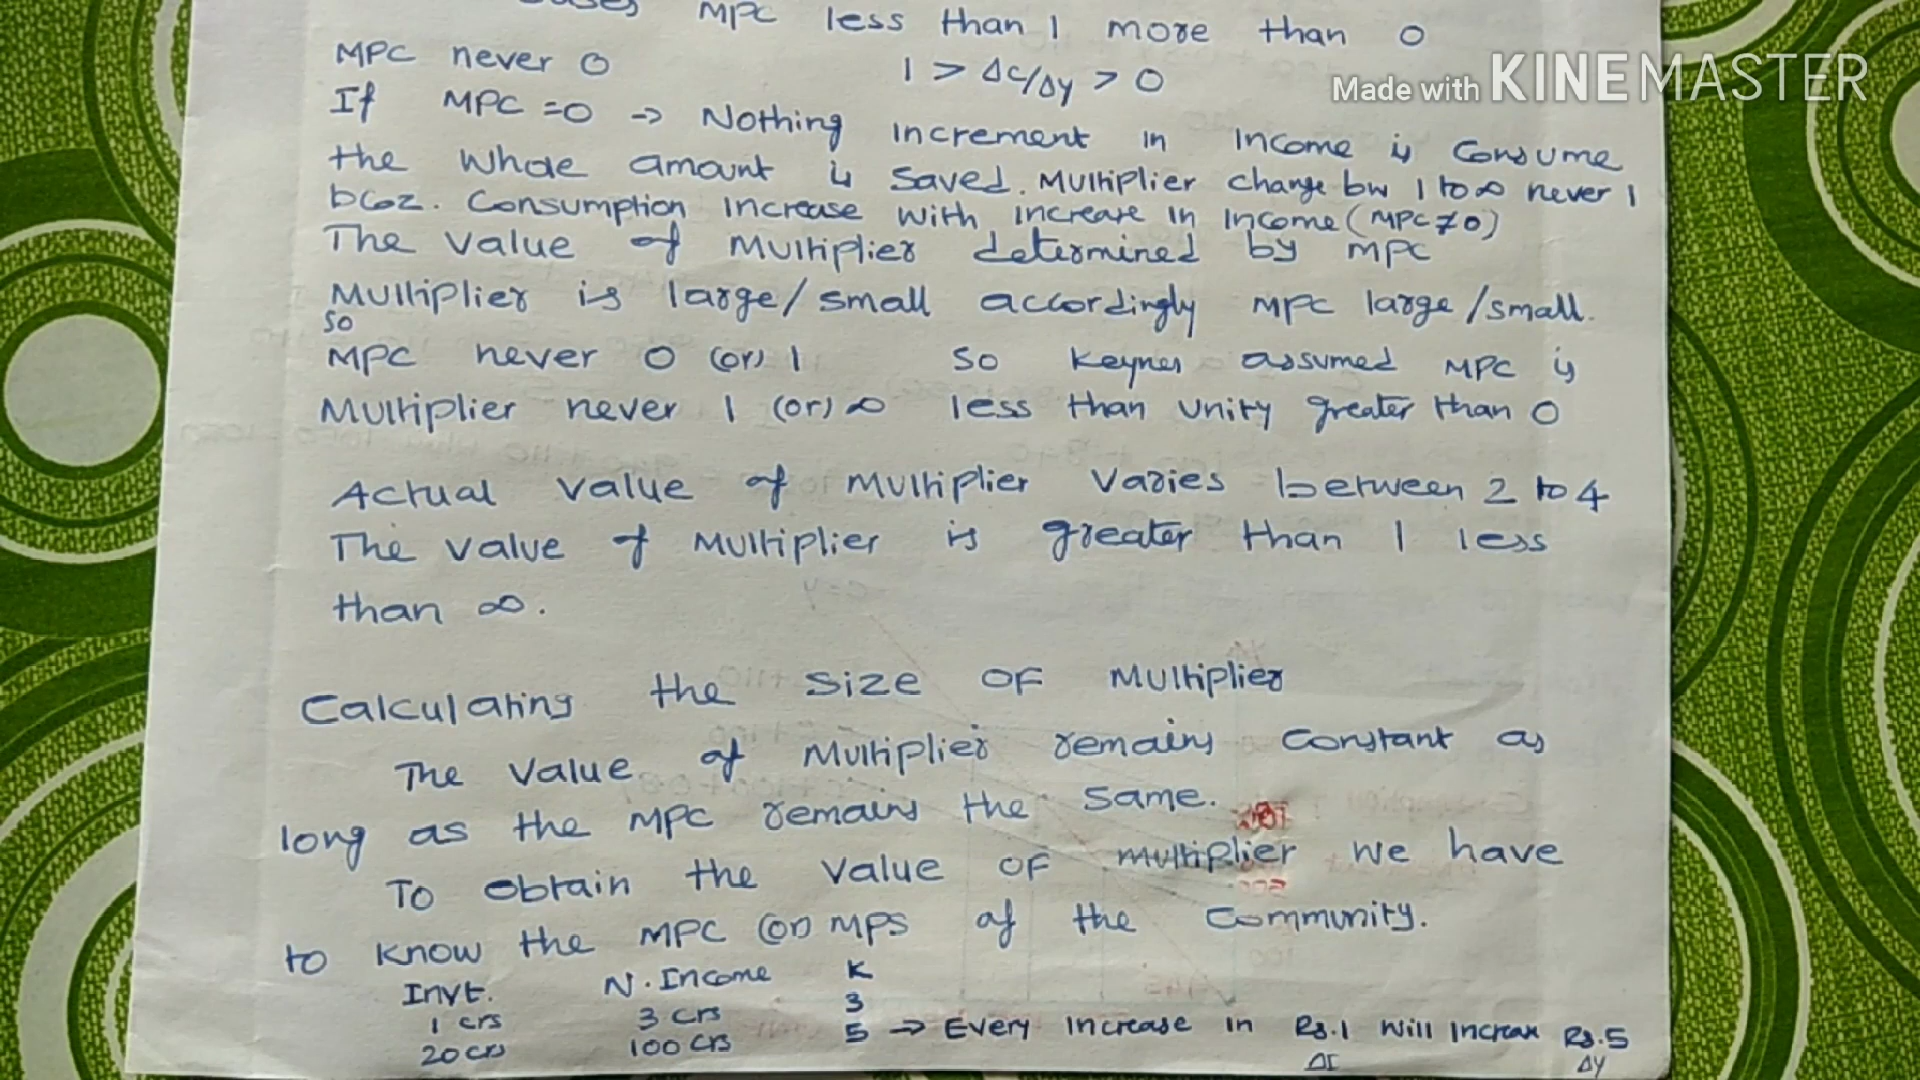 MPC less than 1 more than 0
MPC never 0    1 > ΔC/Δy > 0
Made with KINEMASTER
If MPC =0 → Nothing increment in Income is Consume
the whole amount is Saved. Multiplier change bw 1 to ∞ never 1
bcoz. Consumption increase with increase in Income (MPC≠0)
The value of Multiplier determined by MPC
Multiplier is large/small accordingly MPC large/small.
so
MPC never 0 (or) 1    So Keynes assumed MPC is
Multiplier never 1 (or) ∞    less than unity greater than 0
Actual value of Multiplier varies between 2 to 4
The value of Multiplier is greater than 1 less
than ∞.
Calculating the Size OF Multiplier
The Value of Multiplier remains Constant as
long as the MPC remains the Same.
To Obtain the Value OF multiplier we have
to know the MPC (or) MPS of the Community.
Invt.    N. Income    K
1 crs    3 crs    3
20 crs    100 crs    5 → Every increase in Rs.1 will increase Rs.5
ΔI    Δy